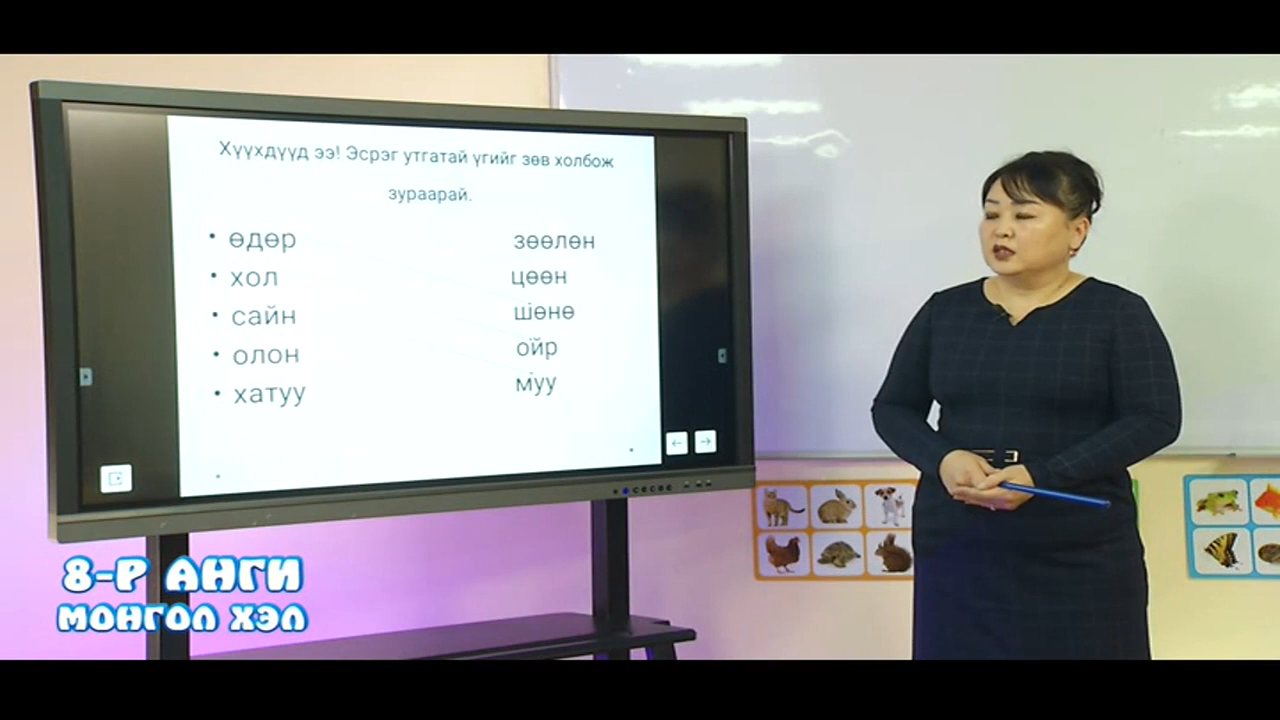 Хүүхдүүд ээ! Эсрэг утгатай үгийг зөв холбож
зураарай.
• өдөр
зөөлөн
• хол
цөөн
• сайн
шөнө
• олон
ойр
• хатуу
муу
8-Р АНГИ
МОНГОЛ ХЭЛ